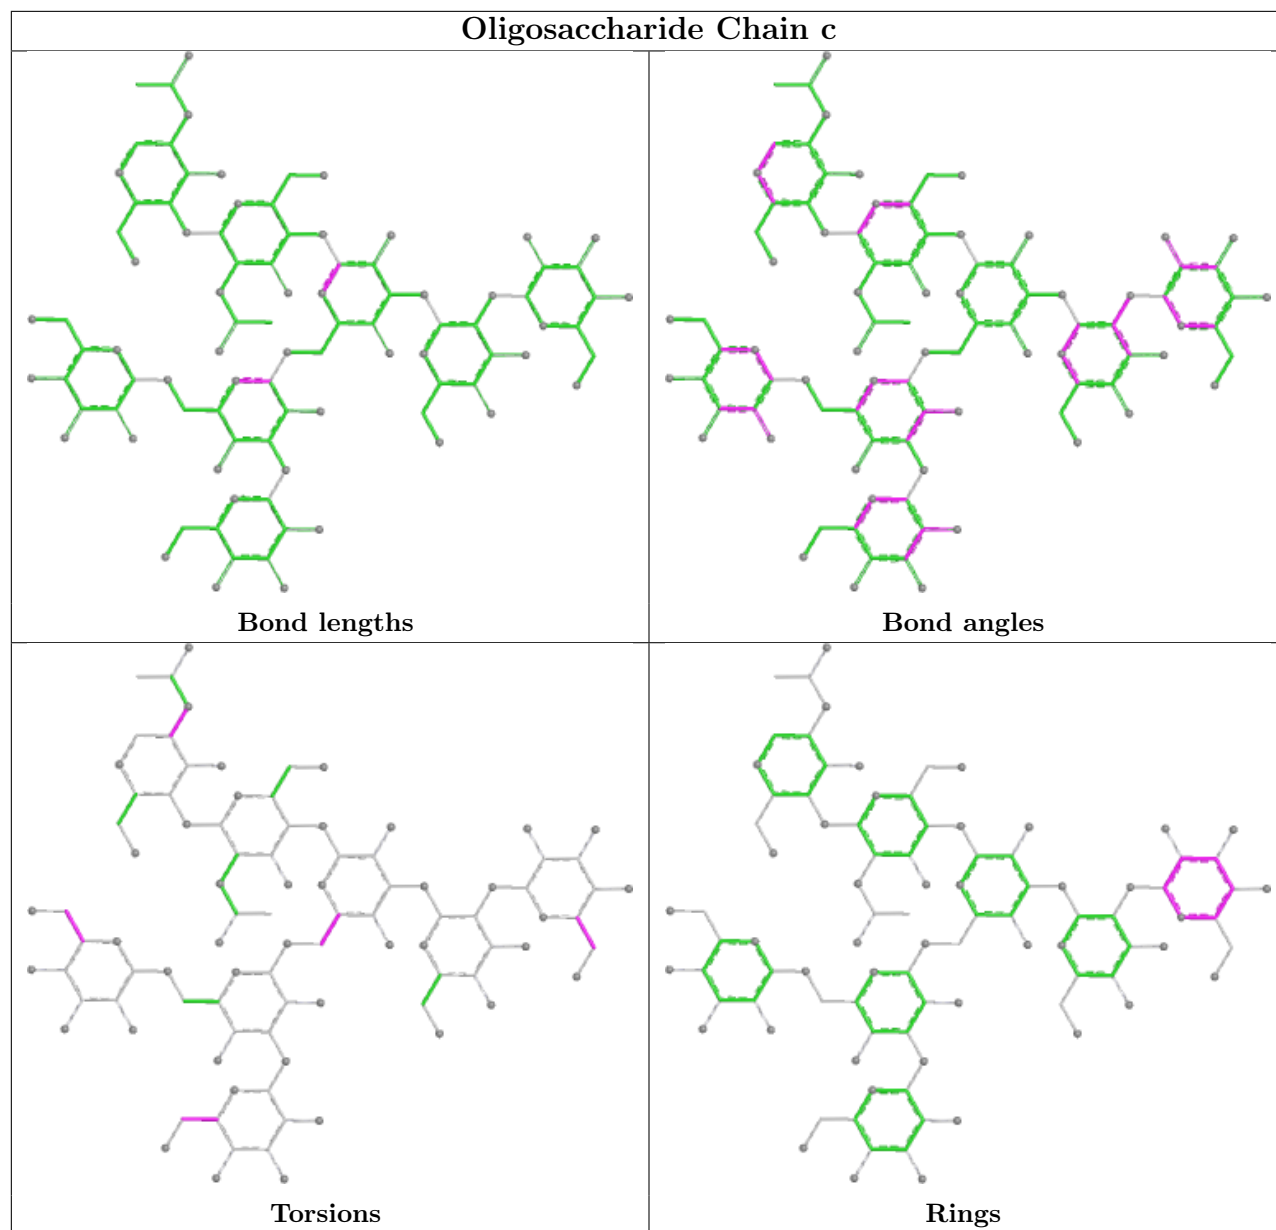 Oligosaccharide Chain c
Bond lengths
Bond angles
Torsions
Rings